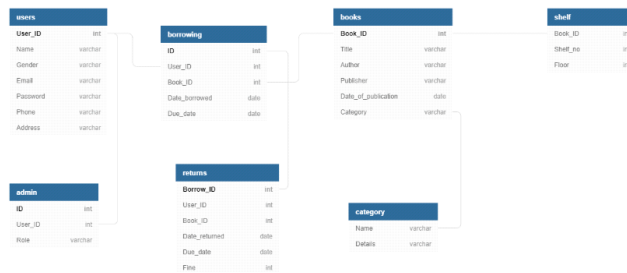 users
User_ID int
Name varchar
Gender varchar
Email varchar
Password varchar
Phone varchar
Address varchar
borrowing
ID int
User_ID int
Book_ID int
Date_borrowed date
Due_date date
books
Book_ID int
Title varchar
Author varchar
Publisher varchar
Date_of_publication date
Category varchar
shelf
Book_ID
Shelf_no
Floor
admin
ID int
User_ID int
Role varchar
returns
Borrow_ID int
User_ID int
Book_ID int
Date_returned date
Due_date date
Fine int
category
Name varchar
Details varchar